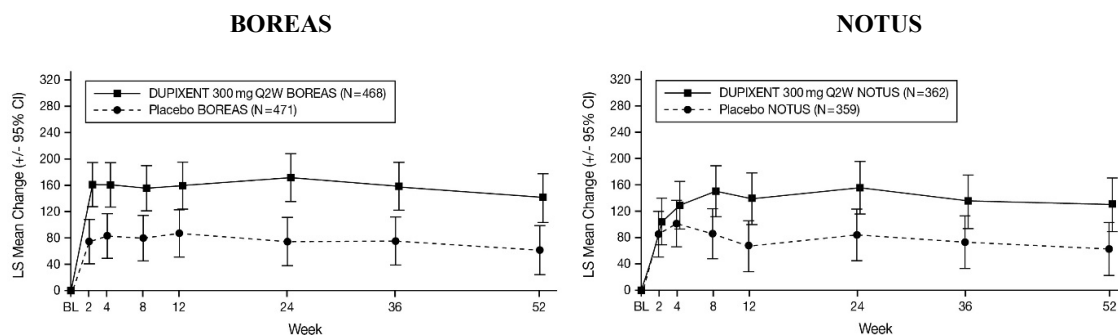 BOREAS
LS Mean Change (+/- 95% CI)
320
280
240
200
160
120
80
40
0
DUPIXENT 300 mg Q2W BOREAS (N=468)
Placebo BOREAS (N=471)
BL 2 4 8 12 24 36 52
Week
NOTUS
LS Mean Change (+/- 95% CI)
320
280
240
200
160
120
80
40
0
DUPIXENT 300 mg Q2W NOTUS (N=362)
Placebo NOTUS (N=359)
BL 2 4 8 12 24 36 52
Week